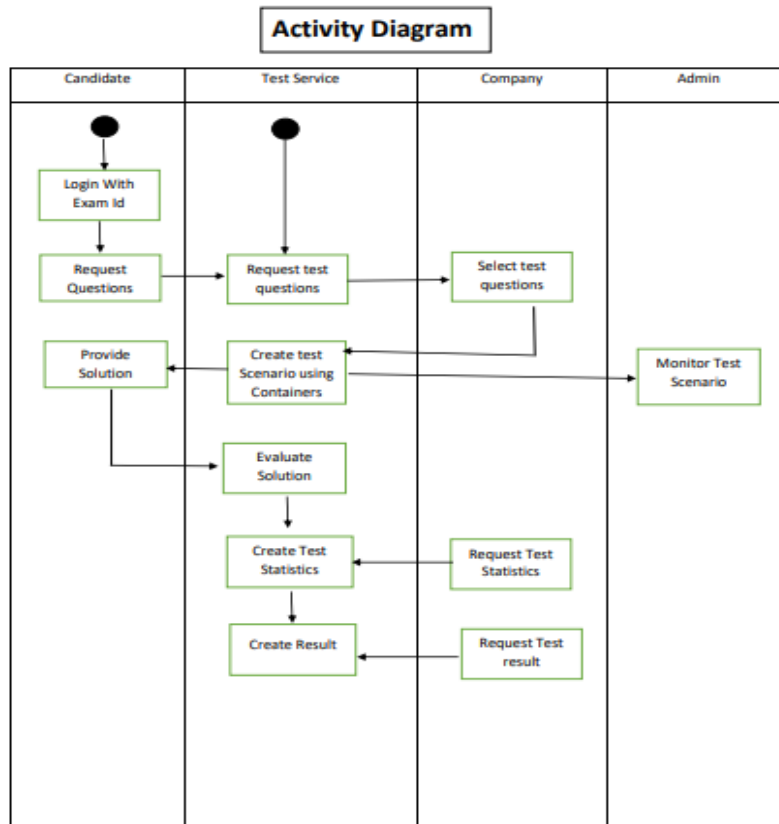 Activity Diagram
Candidate
Test Service
Company
Admin
Login With
Exam Id
Request
Questions
Request test
questions
Select test
questions
Provide
Solution
Create test
Scenario using
Containers
Monitor Test
Scenario
Evaluate
Solution
Create Test
Statistics
Request Test
Statistics
Create Result
Request Test
result